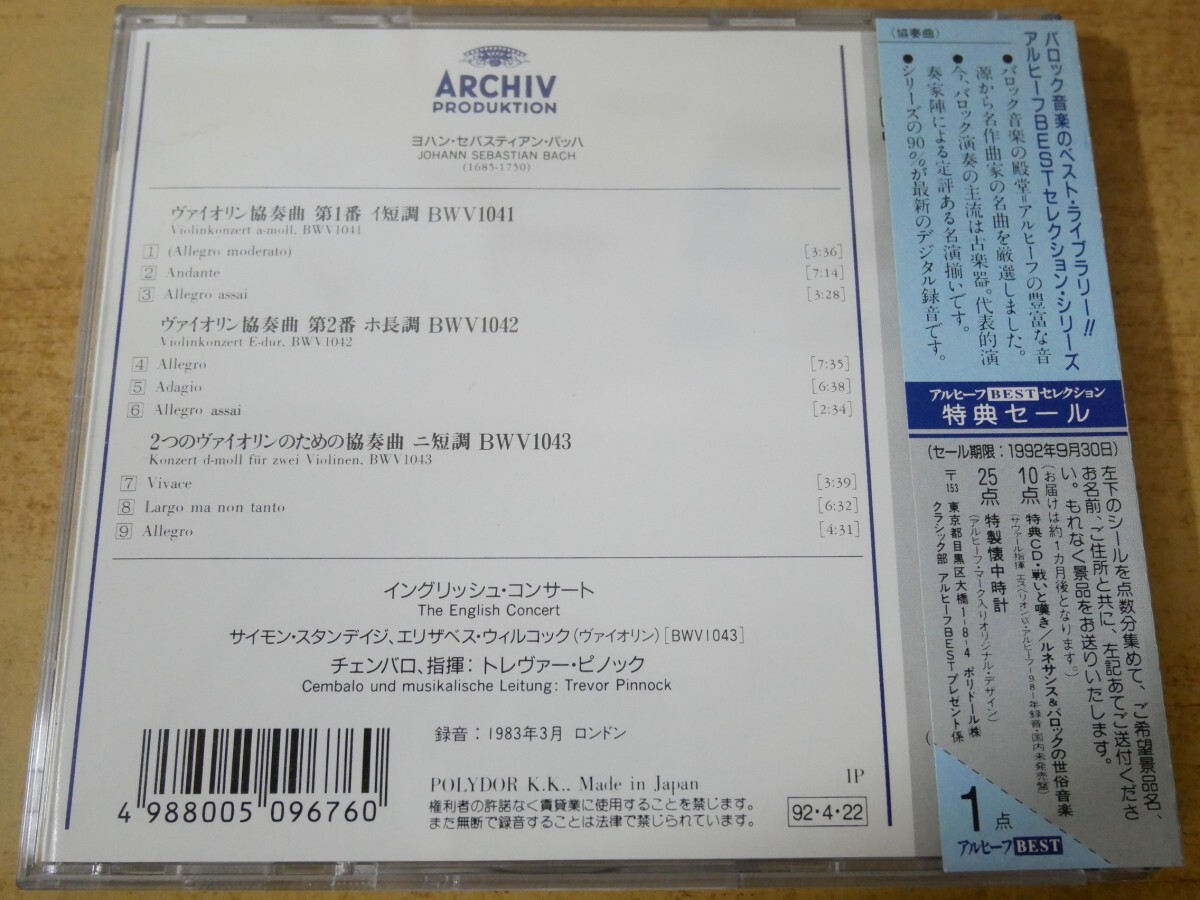 ARCHIV
PRODUKTION
ヨハン・セバスティアン・バッハ
JOHANN SEBASTIAN BACH
(1685-1750)
ヴァイオリン協奏曲 第1番 イ短調 BWV1041
Violinkonzert a-moll, BWV1041
1 (Allegro moderato) [3:36]
2 Andante [7:14]
3 Allegro assai [3:28]
ヴァイオリン協奏曲 第2番 ホ長調 BWV1042
Violinkonzert E-dur, BWV1042
4 Allegro [7:35]
5 Adagio [6:38]
6 Allegro assai [2:34]
2つのヴァイオリンのための協奏曲 ニ短調 BWV1043
Konzert d-moll für zwei Violinen, BWV1043
7 Vivace [3:39]
8 Largo ma non tanto [6:32]
9 Allegro [4:31]
イングリッシュ・コンサート
The English Concert
サイモン・スタンデイジ、エリザベス・ウィルコック(ヴァイオリン)[BWV1043]
チェンバロ、指揮:トレヴァー・ピノック
Cembalo und musikalische Leitung: Trevor Pinnock
録音:1983年3月 ロンドン
4 988005 096760
POLYDOR K.K.. Made in Japan
1P
権利者の許諾なく賃貸業に使用することを禁じます。
また無断で録音することは法律で禁じられています。
92・4・22
バロック音楽のベスト・ライブラリー!!
アルヒーフBESTセレクション・シリーズ
〈協奏曲〉
●バロック音楽の殿堂=アルヒーフの豊富な音
源から名作曲家の名曲を厳選しました。
●今、バロック演奏の主流は古楽器。代表的演
奏家陣による定評ある名演揃いです。
●シリーズの90%が最新のデジタル録音です。
アルヒーフBESTセレクション
特典セール
(セール期限:1992年9月30日)
左下のシールを点数分集めて、ご希望景品名、
お名前、ご住所と共に、左記あてご送付くださ
い。もれなく景品をお送りいたします。
(お届けは約1カ月後となります。)
10点 特典CD・戦いと嘆き/ルネサンス&バロックの世俗音楽
25点 特製懐中時計
(アルヒーフ・マーク入りオリジナル・デザイン)
〒153 東京都目黒区大橋1-8-4 ポリドール㈱
クラシック部 アルヒーフBESTプレゼント係
1点
アルヒーフBEST